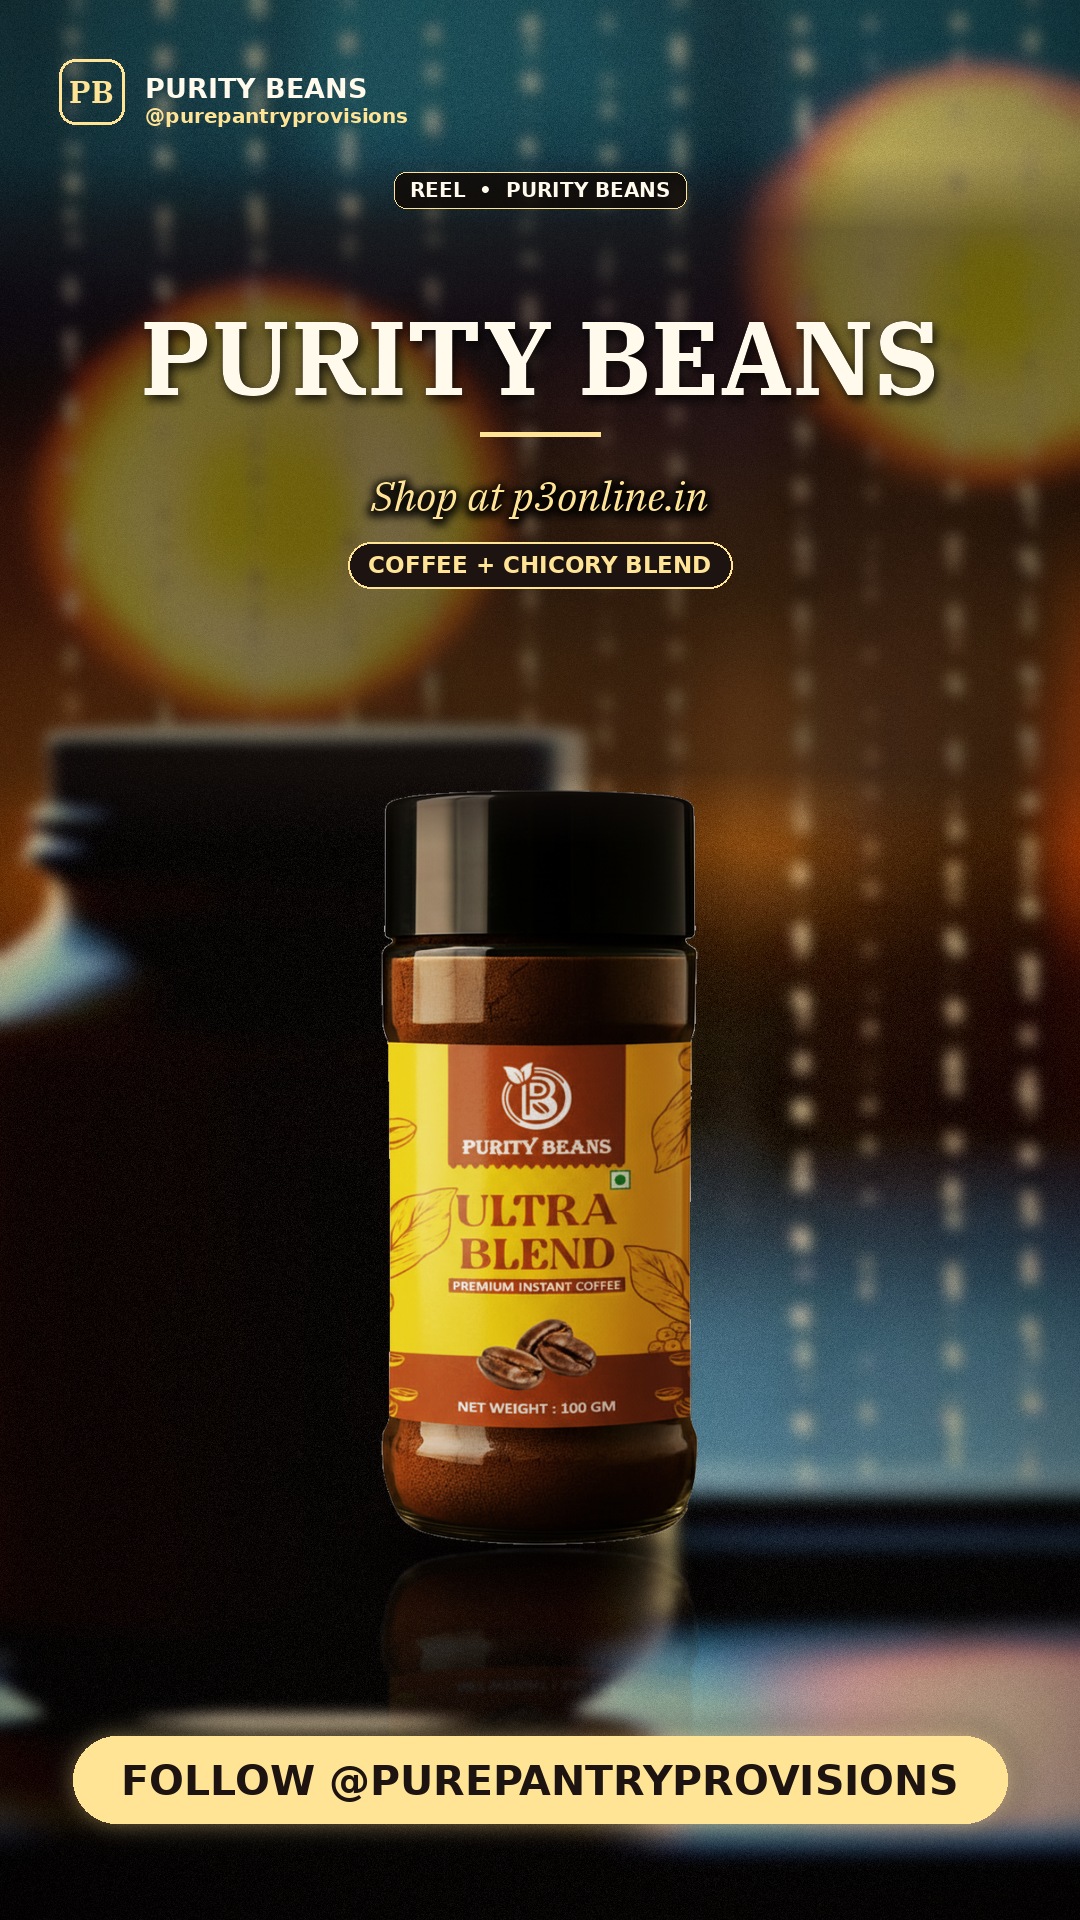 PB
PURITY BEANS
@purepantryprovisions
REEL • PURITY BEANS
PURITY BEANS
Shop at p3online.in
COFFEE + CHICORY BLEND
B
PURITY BEANS
ULTRA
BLEND
PREMIUM INSTANT COFFEE
NET WEIGHT : 100 GM
FOLLOW @PUREPANTRYPROVISIONS